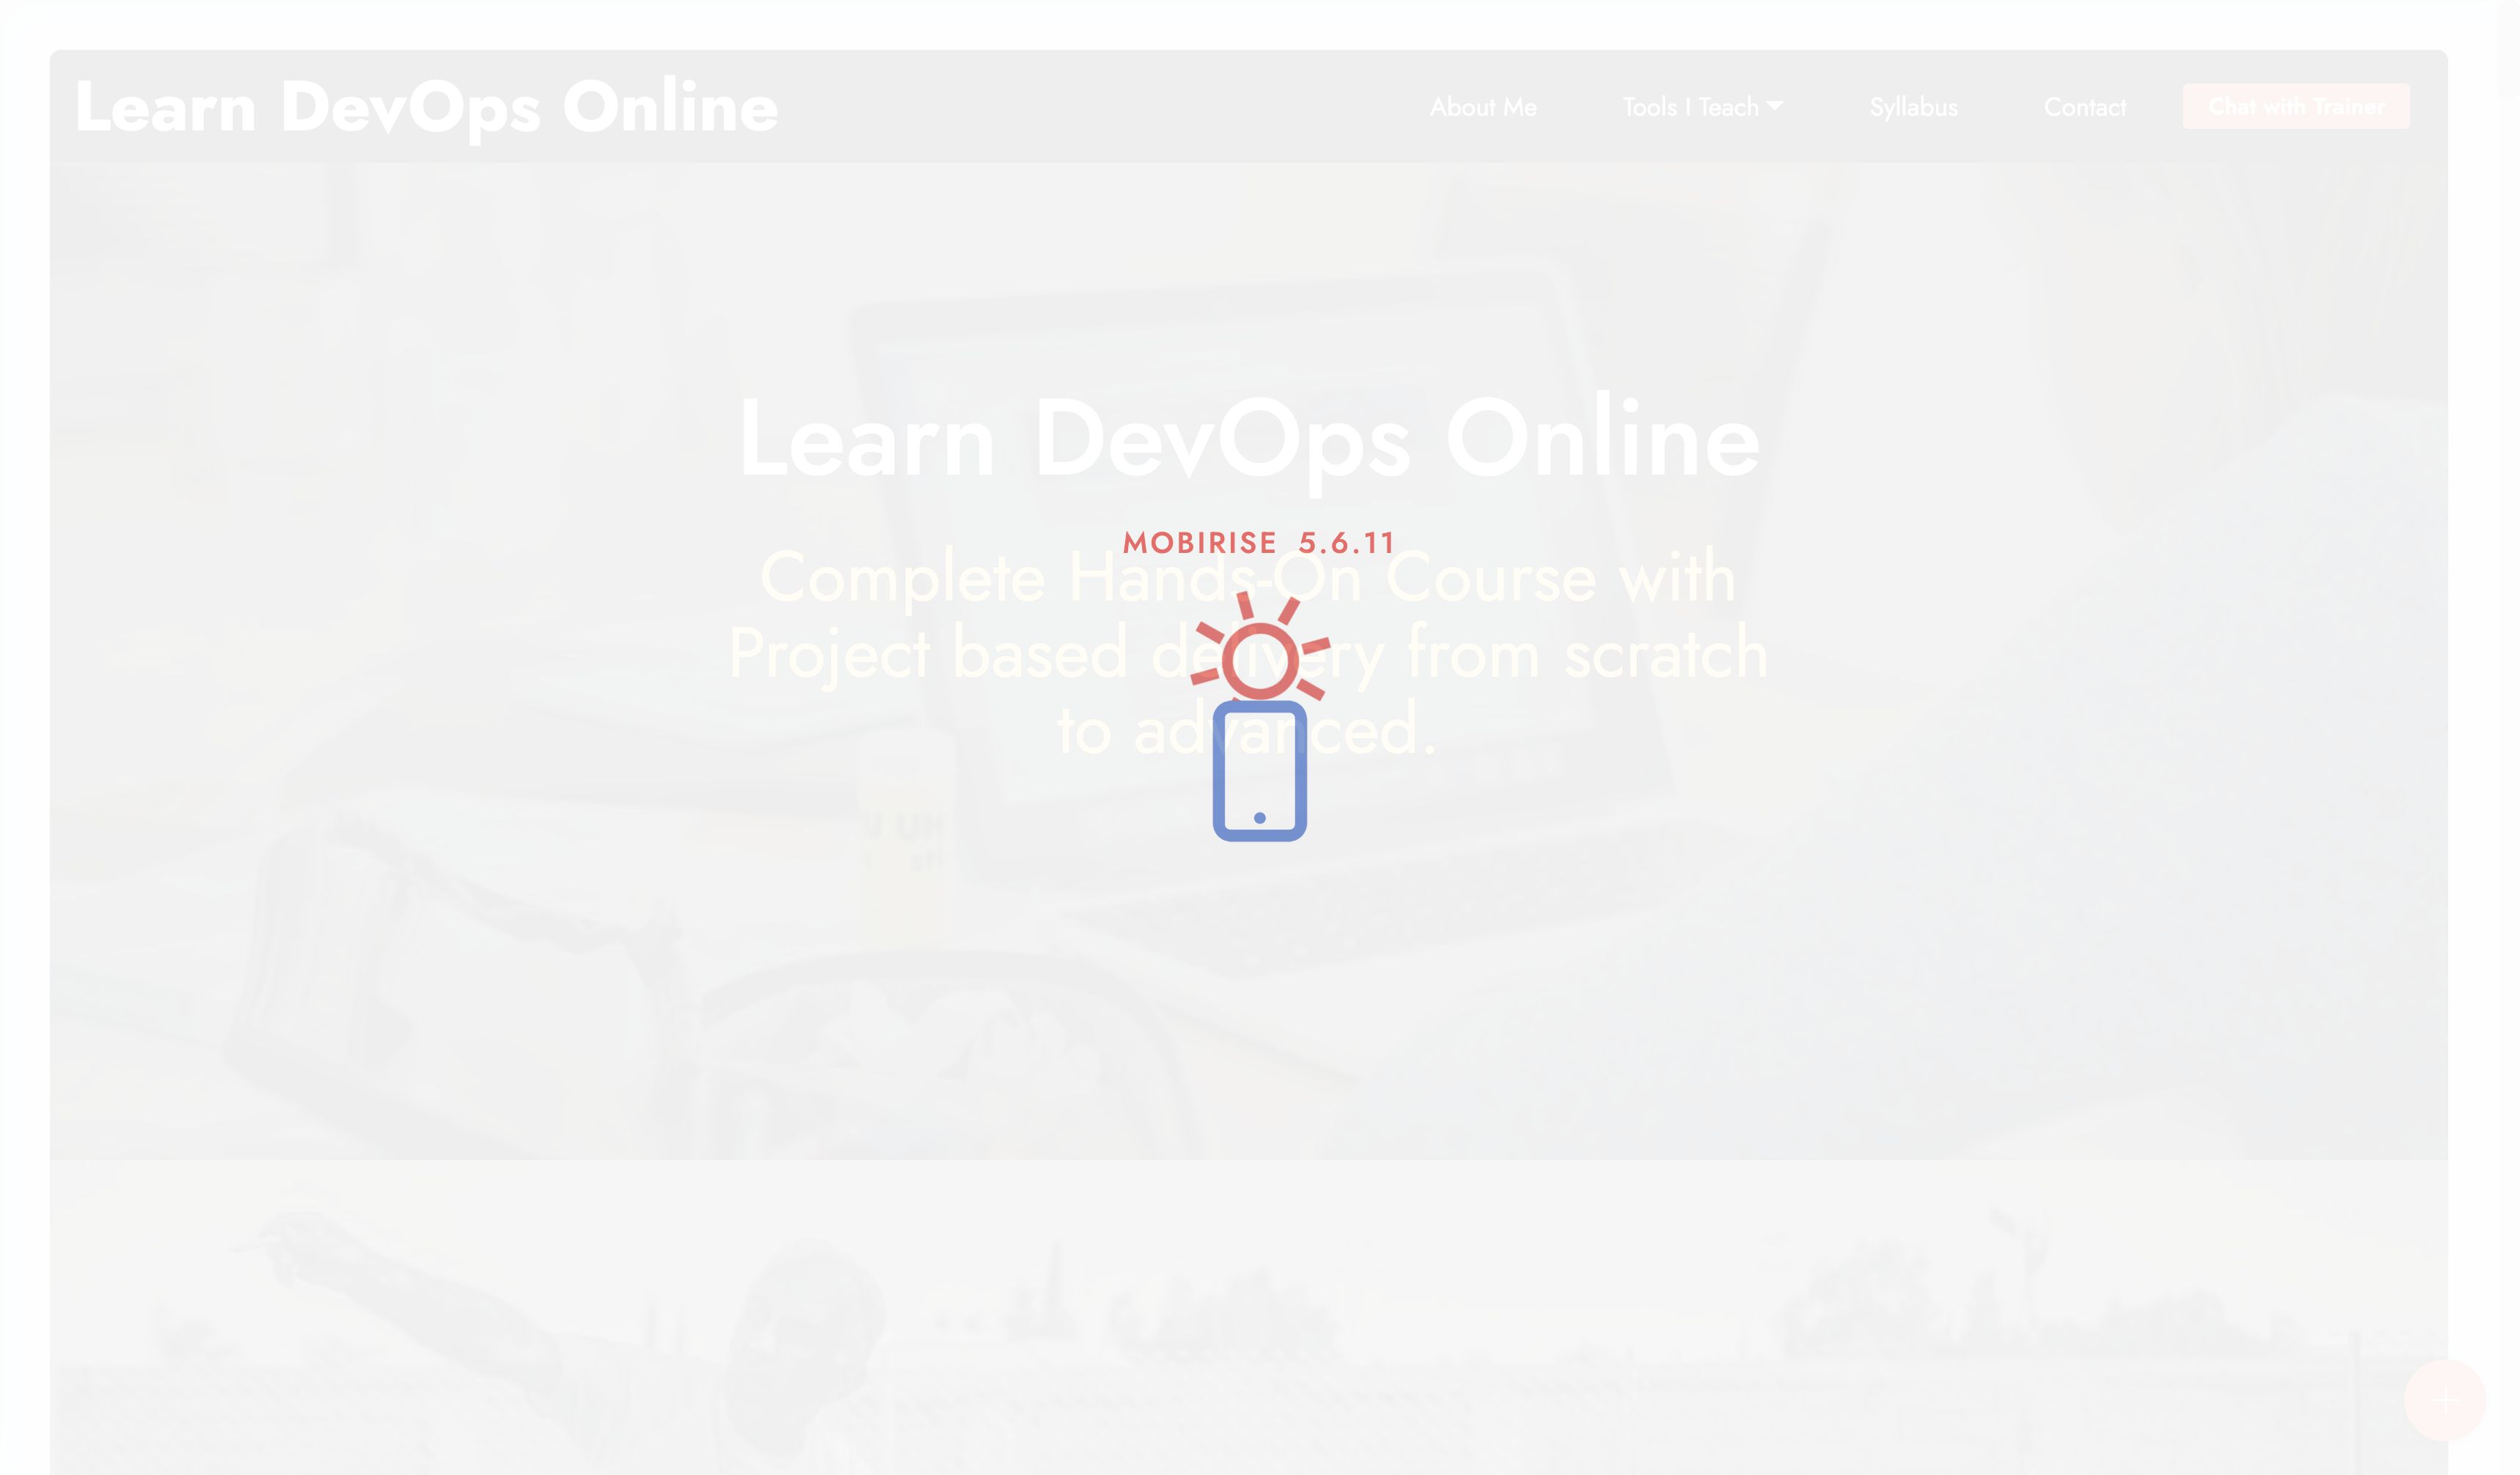 Learn DevOps Online
About Me
Tools I Teach
Syllabus
Contact
Chat with Trainer
Learn DevOps Online
MOBIRISE 5.6.11
Complete Hands-On Course with
Project based delivery from scratch
to advanced.